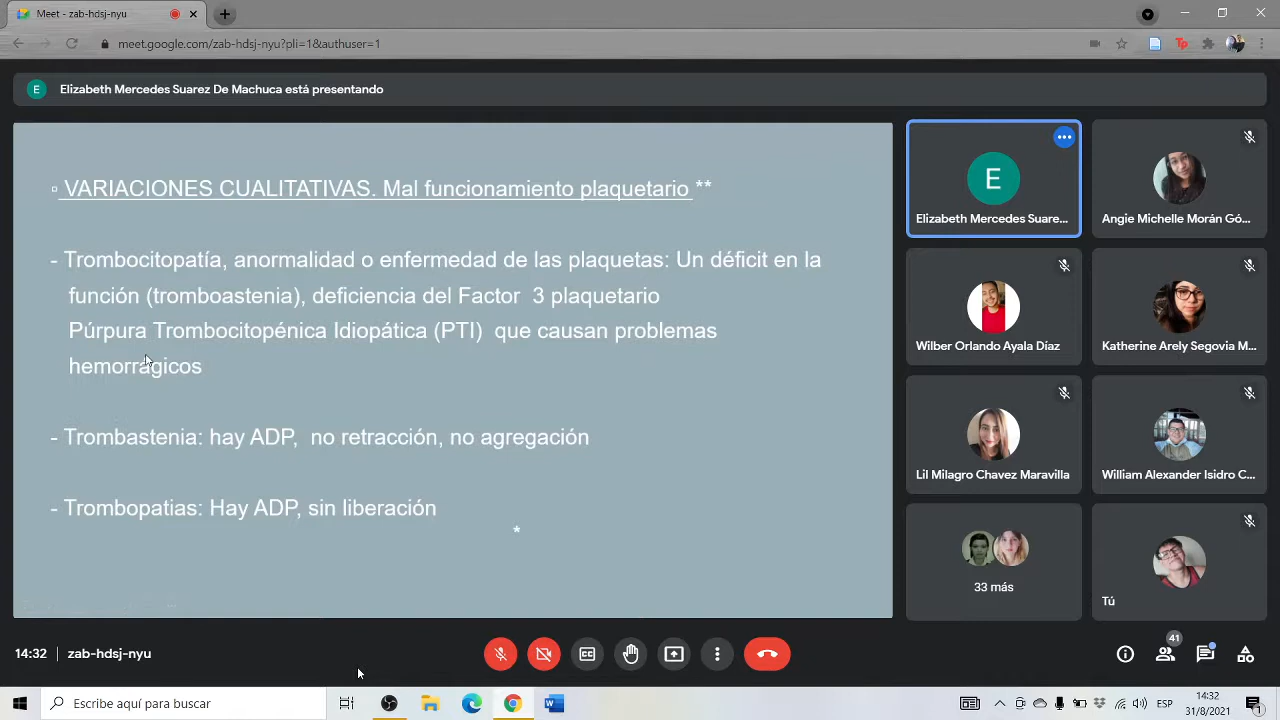 Meet - zab-hdsj-nyu
meet.google.com/zab-hdsj-nyu?pli=1&authuser=1
E Elizabeth Mercedes Suarez De Machuca está presentando
▫ VARIACIONES CUALITATIVAS. Mal funcionamiento plaquetario **
- Trombocitopatía, anormalidad o enfermedad de las plaquetas: Un déficit en la
función (tromboastenia), deficiencia del Factor 3 plaquetario
Púrpura Trombocitopénica Idiopática (PTI) que causan problemas
hemorrágicos
- Trombastenia: hay ADP, no retracción, no agregación
- Trombopatias: Hay ADP, sin liberación
*
E
Elizabeth Mercedes Suare...
Angie Michelle Morán Gó...
Wilber Orlando Ayala Díaz
Katherine Arely Segovia M...
Lil Milagro Chavez Maravilla
William Alexander Isidro C...
33 más
Tú
14:32 | zab-hdsj-nyu
41
Escribe aquí para buscar
W
ESP
14:32
31/8/2021
1